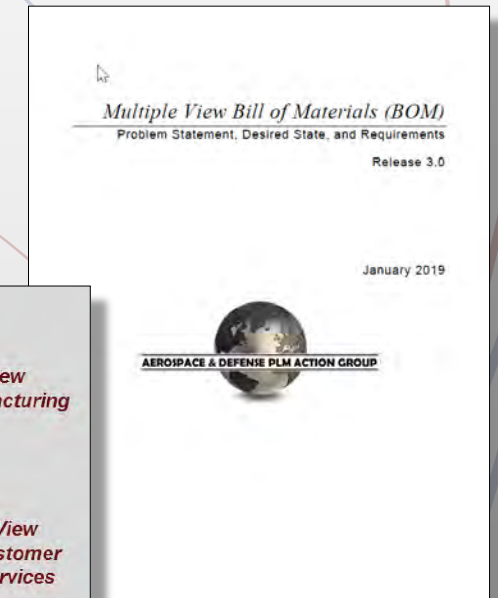 Multiple View Bill of Materials (BOM)
Problem Statement, Desired State, and Requirements
Release 3.0
January 2019
AEROSPACE & DEFENSE PLM ACTION GROUP
ew
cturing
View
stomer
rvices